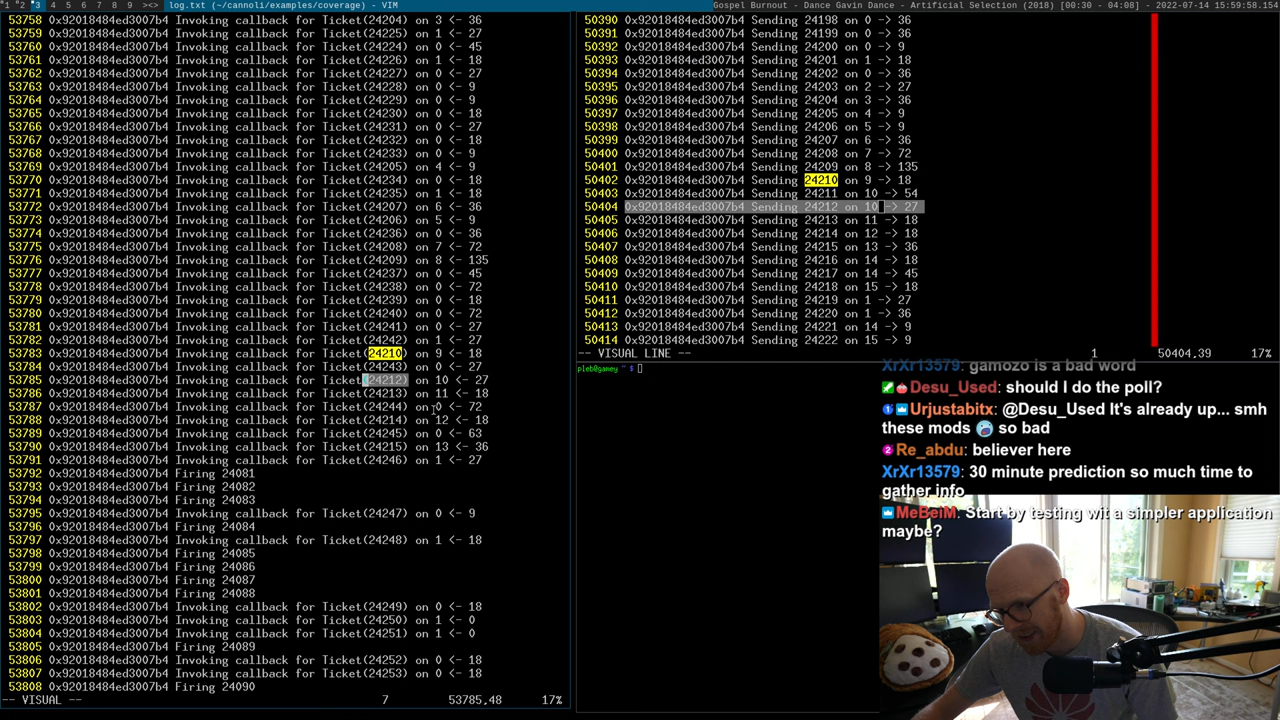 1 2 3 4 5 6 7 8 9 ><> log.txt (~/cannoli/examples/coverage) - VIM
Gospel Burnout - Dance Gavin Dance - Artificial Selection (2018) [00:30 - 04:08] - 2022-07-14 15:59:58.154
53758 0x92018484ed3007b4 Invoking callback for Ticket(24204) on 3 <- 36
53759 0x92018484ed3007b4 Invoking callback for Ticket(24225) on 1 <- 27
53760 0x92018484ed3007b4 Invoking callback for Ticket(24224) on 0 <- 45
53761 0x92018484ed3007b4 Invoking callback for Ticket(24226) on 1 <- 18
53762 0x92018484ed3007b4 Invoking callback for Ticket(24227) on 0 <- 27
53763 0x92018484ed3007b4 Invoking callback for Ticket(24228) on 0 <- 9
53764 0x92018484ed3007b4 Invoking callback for Ticket(24229) on 0 <- 9
53765 0x92018484ed3007b4 Invoking callback for Ticket(24230) on 0 <- 18
53766 0x92018484ed3007b4 Invoking callback for Ticket(24231) on 0 <- 27
53767 0x92018484ed3007b4 Invoking callback for Ticket(24232) on 0 <- 18
53768 0x92018484ed3007b4 Invoking callback for Ticket(24233) on 0 <- 9
53769 0x92018484ed3007b4 Invoking callback for Ticket(24205) on 4 <- 9
53770 0x92018484ed3007b4 Invoking callback for Ticket(24234) on 0 <- 18
53771 0x92018484ed3007b4 Invoking callback for Ticket(24235) on 1 <- 18
53772 0x92018484ed3007b4 Invoking callback for Ticket(24207) on 6 <- 36
53773 0x92018484ed3007b4 Invoking callback for Ticket(24206) on 5 <- 9
53774 0x92018484ed3007b4 Invoking callback for Ticket(24236) on 0 <- 36
53775 0x92018484ed3007b4 Invoking callback for Ticket(24208) on 7 <- 72
53776 0x92018484ed3007b4 Invoking callback for Ticket(24209) on 8 <- 135
53777 0x92018484ed3007b4 Invoking callback for Ticket(24237) on 0 <- 45
53778 0x92018484ed3007b4 Invoking callback for Ticket(24238) on 0 <- 72
53779 0x92018484ed3007b4 Invoking callback for Ticket(24239) on 0 <- 18
53780 0x92018484ed3007b4 Invoking callback for Ticket(24240) on 0 <- 72
53781 0x92018484ed3007b4 Invoking callback for Ticket(24241) on 0 <- 27
53782 0x92018484ed3007b4 Invoking callback for Ticket(24242) on 1 <- 27
53783 0x92018484ed3007b4 Invoking callback for Ticket(24210) on 9 <- 18
53784 0x92018484ed3007b4 Invoking callback for Ticket(24243) on 0 <- 27
53785 0x92018484ed3007b4 Invoking callback for Ticket(24212) on 10 <- 27
53786 0x92018484ed3007b4 Invoking callback for Ticket(24213) on 11 <- 18
53787 0x92018484ed3007b4 Invoking callback for Ticket(24244) on 0 <- 72
53788 0x92018484ed3007b4 Invoking callback for Ticket(24214) on 12 <- 18
53789 0x92018484ed3007b4 Invoking callback for Ticket(24245) on 0 <- 63
53790 0x92018484ed3007b4 Invoking callback for Ticket(24215) on 13 <- 36
53791 0x92018484ed3007b4 Invoking callback for Ticket(24246) on 1 <- 27
53792 0x92018484ed3007b4 Firing 24081
53793 0x92018484ed3007b4 Firing 24082
53794 0x92018484ed3007b4 Firing 24083
53795 0x92018484ed3007b4 Invoking callback for Ticket(24247) on 0 <- 9
53796 0x92018484ed3007b4 Firing 24084
53797 0x92018484ed3007b4 Invoking callback for Ticket(24248) on 1 <- 18
53798 0x92018484ed3007b4 Firing 24085
53799 0x92018484ed3007b4 Firing 24086
53800 0x92018484ed3007b4 Firing 24087
53801 0x92018484ed3007b4 Firing 24088
53802 0x92018484ed3007b4 Invoking callback for Ticket(24249) on 0 <- 18
53803 0x92018484ed3007b4 Invoking callback for Ticket(24250) on 1 <- 0
53804 0x92018484ed3007b4 Invoking callback for Ticket(24251) on 1 <- 0
53805 0x92018484ed3007b4 Firing 24089
53806 0x92018484ed3007b4 Invoking callback for Ticket(24252) on 0 <- 18
53807 0x92018484ed3007b4 Invoking callback for Ticket(24253) on 0 <- 18
53808 0x92018484ed3007b4 Firing 24090
-- VISUAL -- 7 53785,48 17%
50390 0x92018484ed3007b4 Sending 24198 on 0 -> 36
50391 0x92018484ed3007b4 Sending 24199 on 1 -> 36
50392 0x92018484ed3007b4 Sending 24200 on 0 -> 9
50393 0x92018484ed3007b4 Sending 24201 on 1 -> 18
50394 0x92018484ed3007b4 Sending 24202 on 0 -> 36
50395 0x92018484ed3007b4 Sending 24203 on 2 -> 27
50396 0x92018484ed3007b4 Sending 24204 on 3 -> 36
50397 0x92018484ed3007b4 Sending 24205 on 4 -> 9
50398 0x92018484ed3007b4 Sending 24206 on 5 -> 9
50399 0x92018484ed3007b4 Sending 24207 on 6 -> 36
50400 0x92018484ed3007b4 Sending 24208 on 7 -> 72
50401 0x92018484ed3007b4 Sending 24209 on 8 -> 135
50402 0x92018484ed3007b4 Sending 24210 on 9 -> 18
50403 0x92018484ed3007b4 Sending 24211 on 10 -> 54
50404 0x92018484ed3007b4 Sending 24212 on 10 -> 27
50405 0x92018484ed3007b4 Sending 24213 on 11 -> 18
50406 0x92018484ed3007b4 Sending 24214 on 12 -> 18
50407 0x92018484ed3007b4 Sending 24215 on 13 -> 36
50408 0x92018484ed3007b4 Sending 24216 on 14 -> 18
50409 0x92018484ed3007b4 Sending 24217 on 14 -> 45
50410 0x92018484ed3007b4 Sending 24218 on 15 -> 18
50411 0x92018484ed3007b4 Sending 24219 on 1 -> 27
50412 0x92018484ed3007b4 Sending 24220 on 1 -> 36
50413 0x92018484ed3007b4 Sending 24221 on 14 -> 9
50414 0x92018484ed3007b4 Sending 24222 on 15 -> 9
-- VISUAL LINE -- 1 50404,39 17%
pleb@gamey ~ $
XrXr13579: gamozo is a bad word
Desu_Used: should I do the poll?
Urjustabitx: @Desu_Used It's already up... smh
these mods so bad
Re_abdu: believer here
XrXr13579: 30 minute prediction so much time to
gather info
MeBeiM: Start by testing wit a simpler application
maybe?